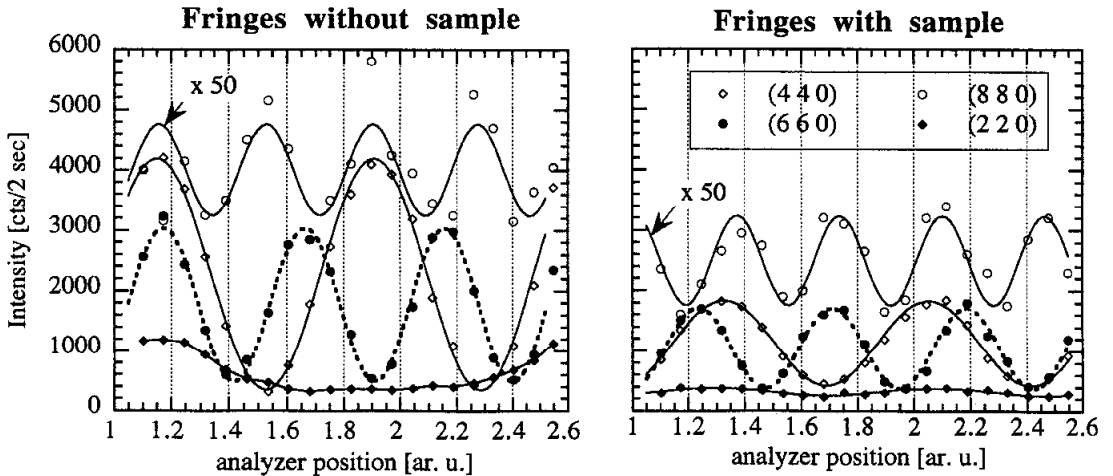 Fringes without sample
Fringes with sample
6000
5000
4000
3000
2000
1000
0
Intensity [cts/2 sec]
x 50
1 1.2 1.4 1.6 1.8 2 2.2 2.4 2.6
analyzer position [ar. u.]
(4 4 0) (8 8 0)
(6 6 0) (2 2 0)
x 50
1 1.2 1.4 1.6 1.8 2 2.2 2.4 2.6
analyzer position [ar. u.]